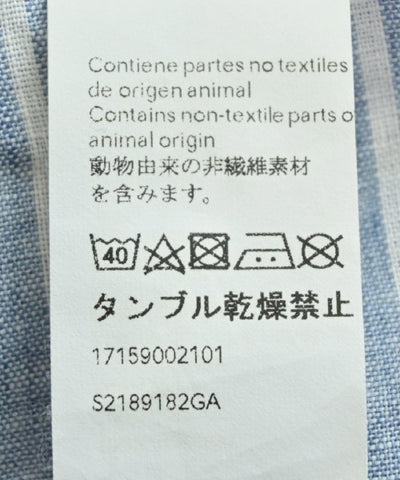 Contiene partes no textiles
de origen animal
Contains non-textile parts o
animal origin
動物由来の非繊維素材
を含みます。
40
タンブル乾燥禁止
17159002101
S2189182GA